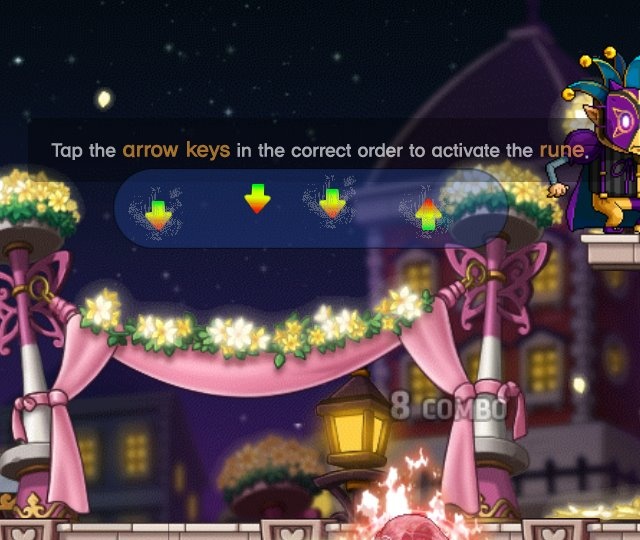 Tap the arrow keys in the correct order to activate the rune.
8 COMBO